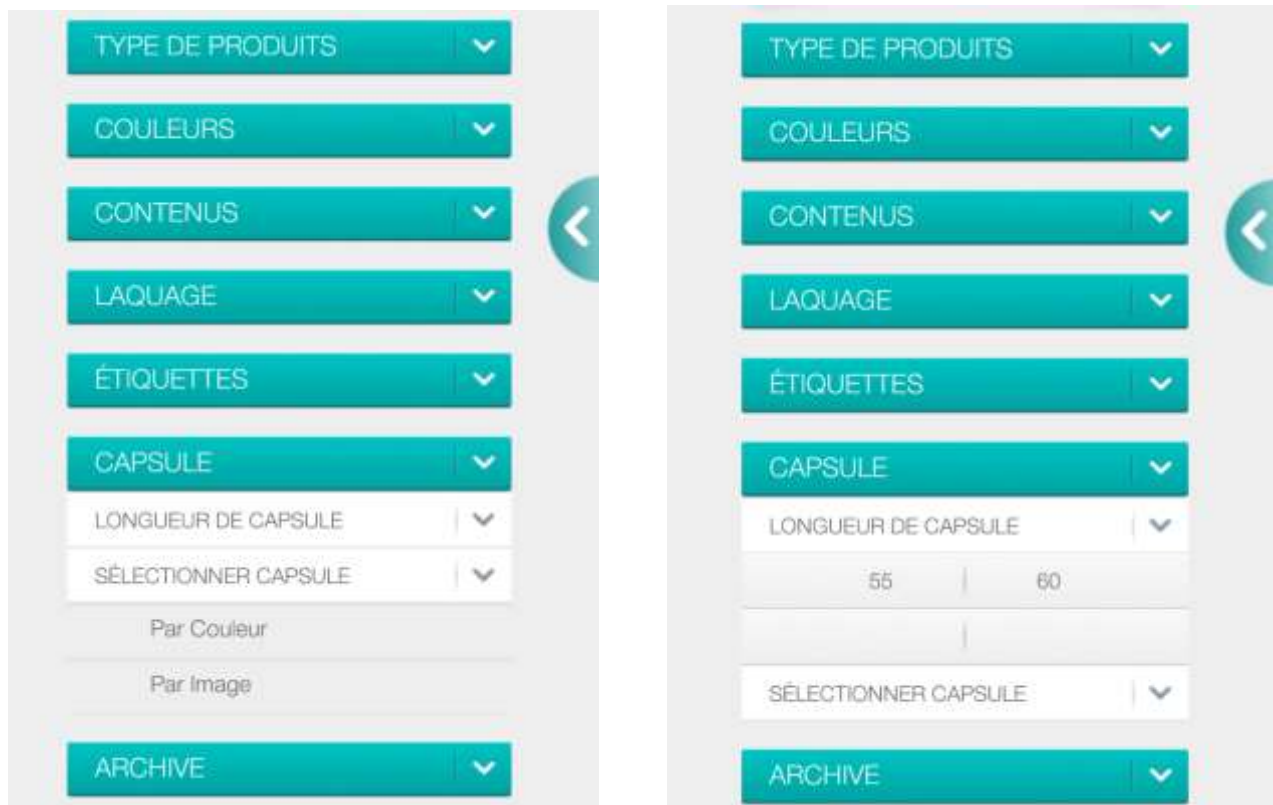 TYPE DE PRODUITS
COULEURS
CONTENUS
LAQUAGE
ÉTIQUETTES
CAPSULE
LONGUEUR DE CAPSULE
SÉLECTIONNER CAPSULE
Par Couleur
Par Image
ARCHIVE
TYPE DE PRODUITS
COULEURS
CONTENUS
LAQUAGE
ÉTIQUETTES
CAPSULE
LONGUEUR DE CAPSULE
55 | 60
SÉLECTIONNER CAPSULE
ARCHIVE